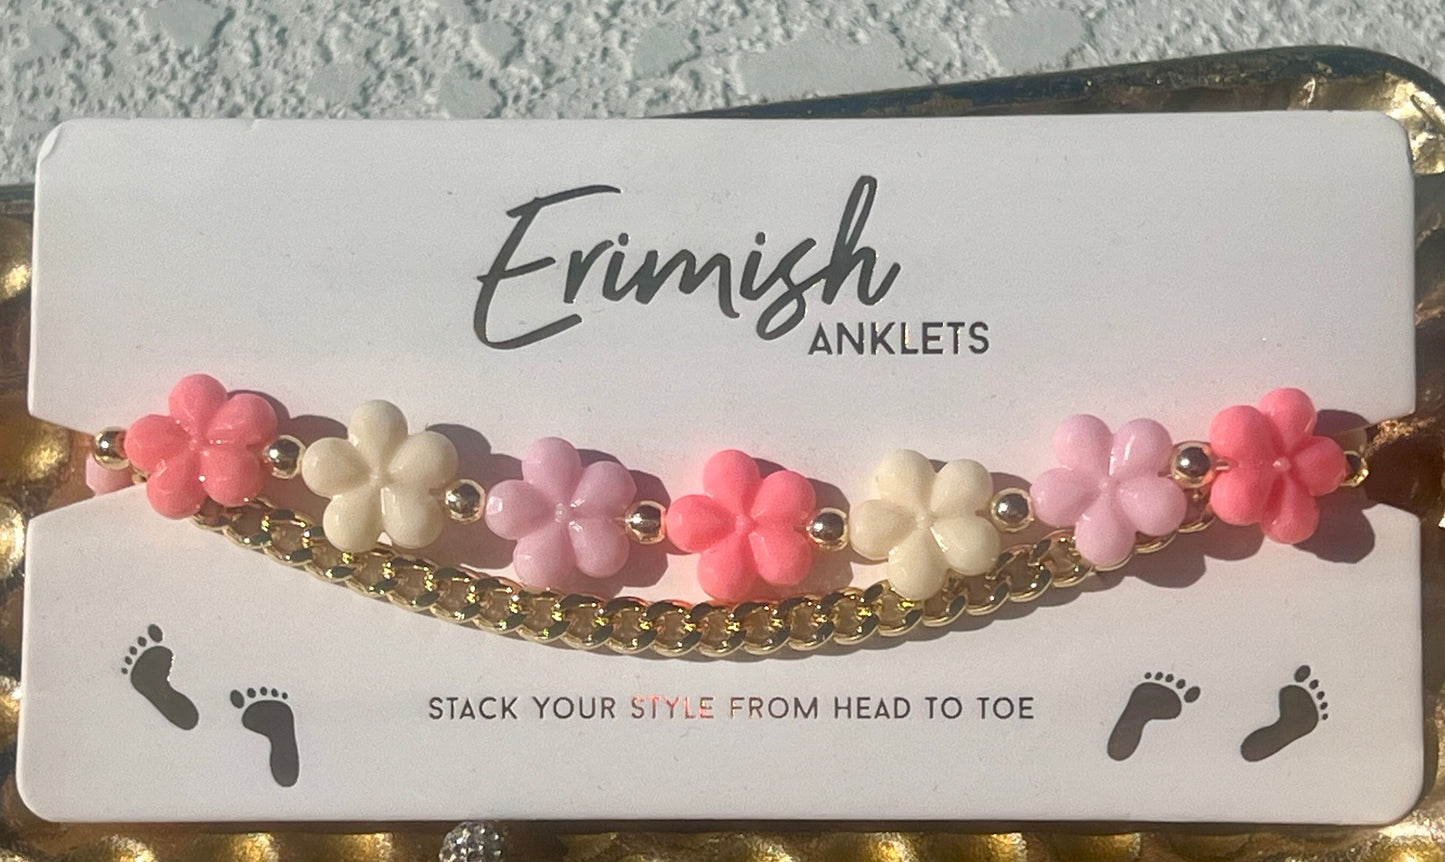 Erimish
ANKLETS
STACK YOUR STYLE FROM HEAD TO TOE